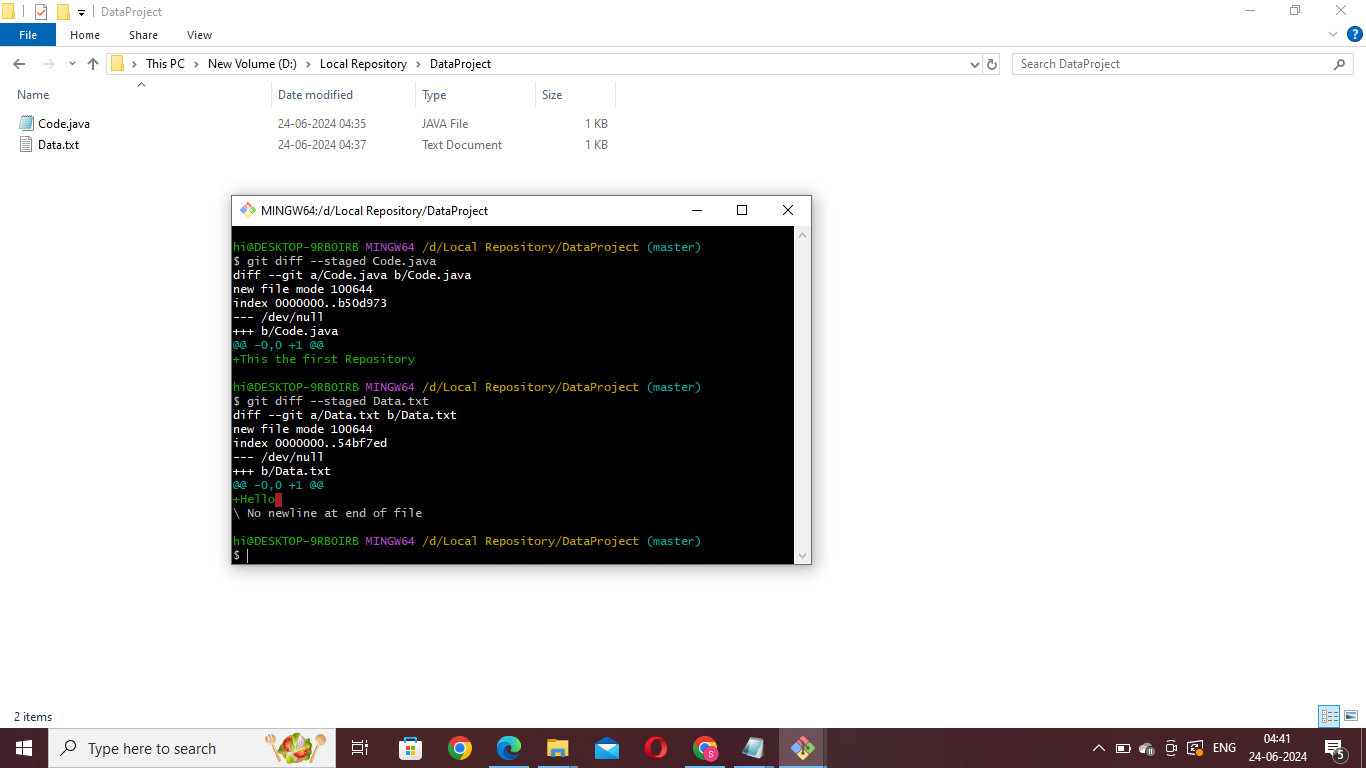 DataProject
File Home Share View
This PC New Volume (D:) Local Repository DataProject
Search DataProject
Name Date modified Type Size
Code.java 24-06-2024 04:35 JAVA File 1 KB
Data.txt 24-06-2024 04:37 Text Document 1 KB
MINGW64:/d/Local Repository/DataProject
hi@DESKTOP-9RBOIRB MINGW64 /d/Local Repository/DataProject (master)
$ git diff --staged Code.java
diff --git a/Code.java b/Code.java
new file mode 100644
index 0000000..b50d973
--- /dev/null
+++ b/Code.java
@@ -0,0 +1 @@
+This the first Repository
hi@DESKTOP-9RBOIRB MINGW64 /d/Local Repository/DataProject (master)
$ git diff --staged Data.txt
diff --git a/Data.txt b/Data.txt
new file mode 100644
index 0000000..54bf7ed
--- /dev/null
+++ b/Data.txt
@@ -0,0 +1 @@
+Hello
\ No newline at end of file
hi@DESKTOP-9RBOIRB MINGW64 /d/Local Repository/DataProject (master)
$
2 items
Type here to search
S
ENG
04:41
24-06-2024
5